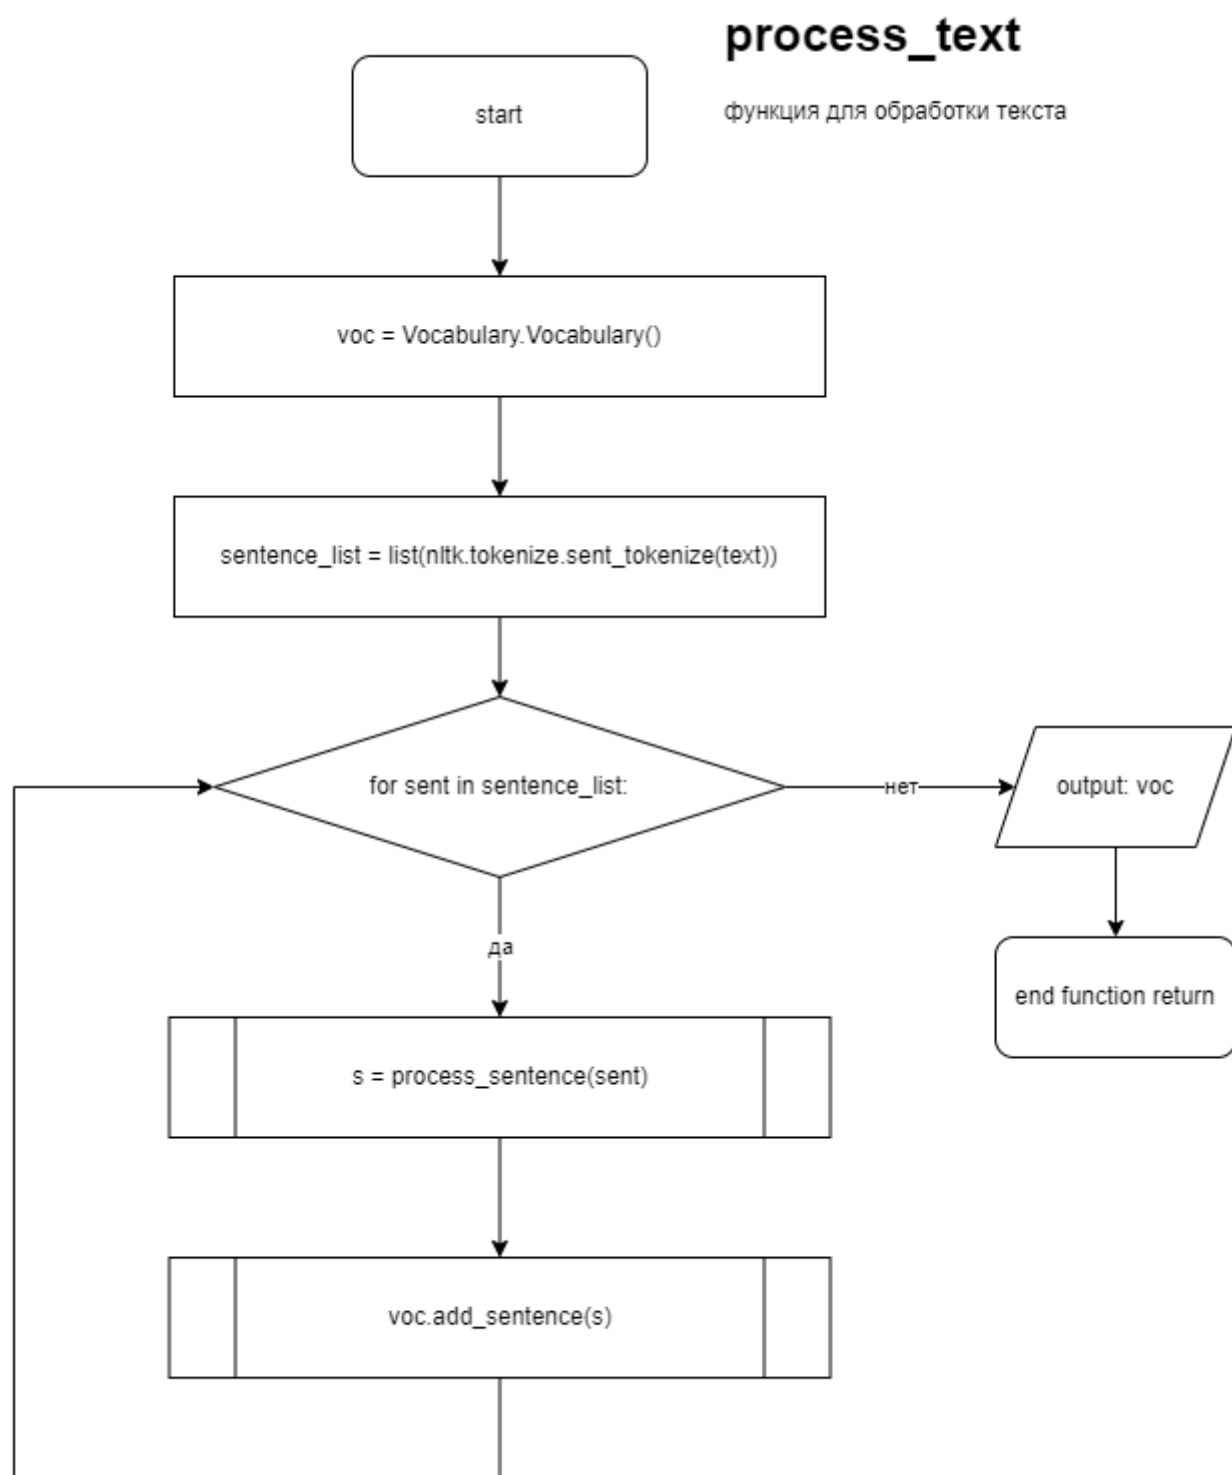 process_text
функция для обработки текста
start
voc = Vocabulary.Vocabulary()
sentence_list = list(nltk.tokenize.sent_tokenize(text))
for sent in sentence_list:
нет
output: voc
end function return
да
s = process_sentence(sent)
voc.add_sentence(s)